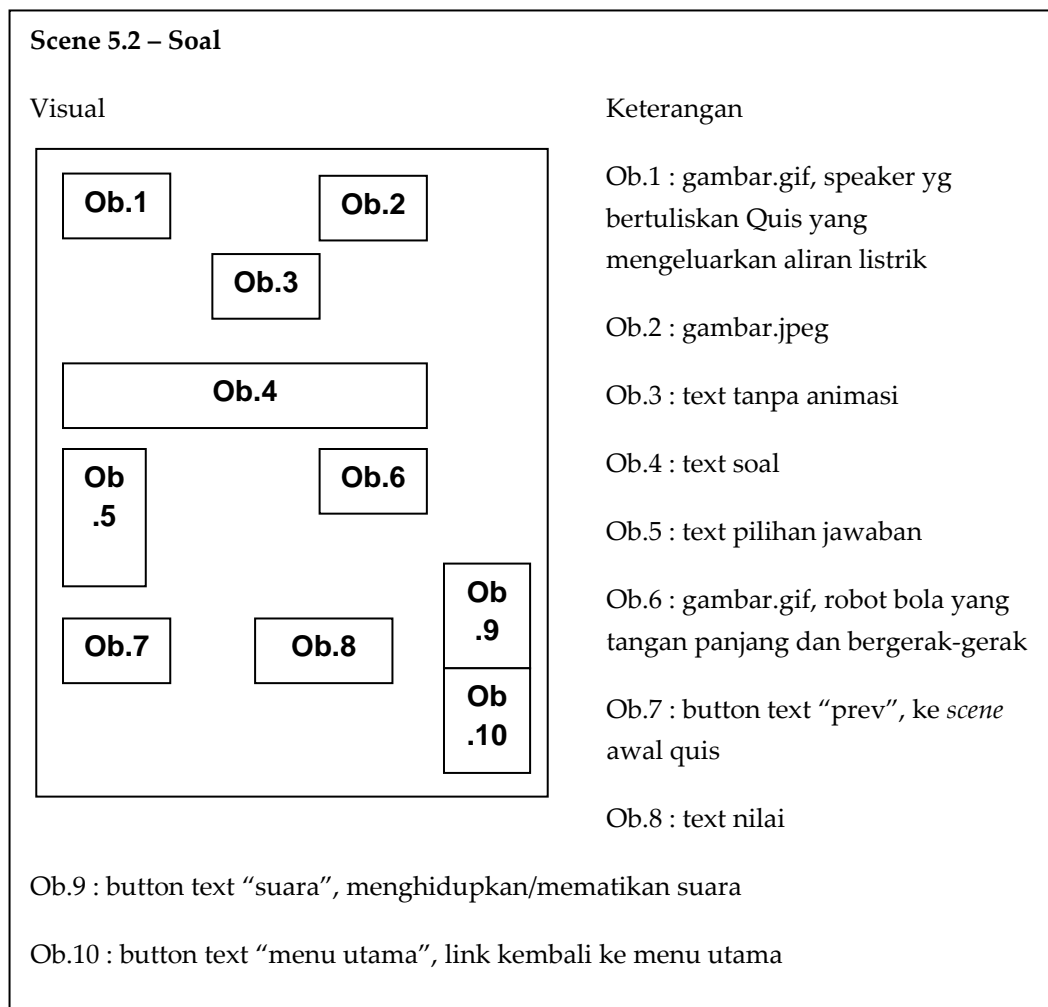 Scene 5.2 – Soal
Visual
Ob.1
Ob.2
Ob.3
Ob.4
Ob
.5
Ob.6
Ob.7
Ob.8
Ob
.9
Ob
.10
Keterangan
Ob.1 : gambar.gif, speaker yg
bertuliskan Quis yang
mengeluarkan aliran listrik
Ob.2 : gambar.jpeg
Ob.3 : text tanpa animasi
Ob.4 : text soal
Ob.5 : text pilihan jawaban
Ob.6 : gambar.gif, robot bola yang
tangan panjang dan bergerak-gerak
Ob.7 : button text “prev”, ke scene
awal quis
Ob.8 : text nilai
Ob.9 : button text “suara”, menghidupkan/mematikan suara
Ob.10 : button text “menu utama”, link kembali ke menu utama